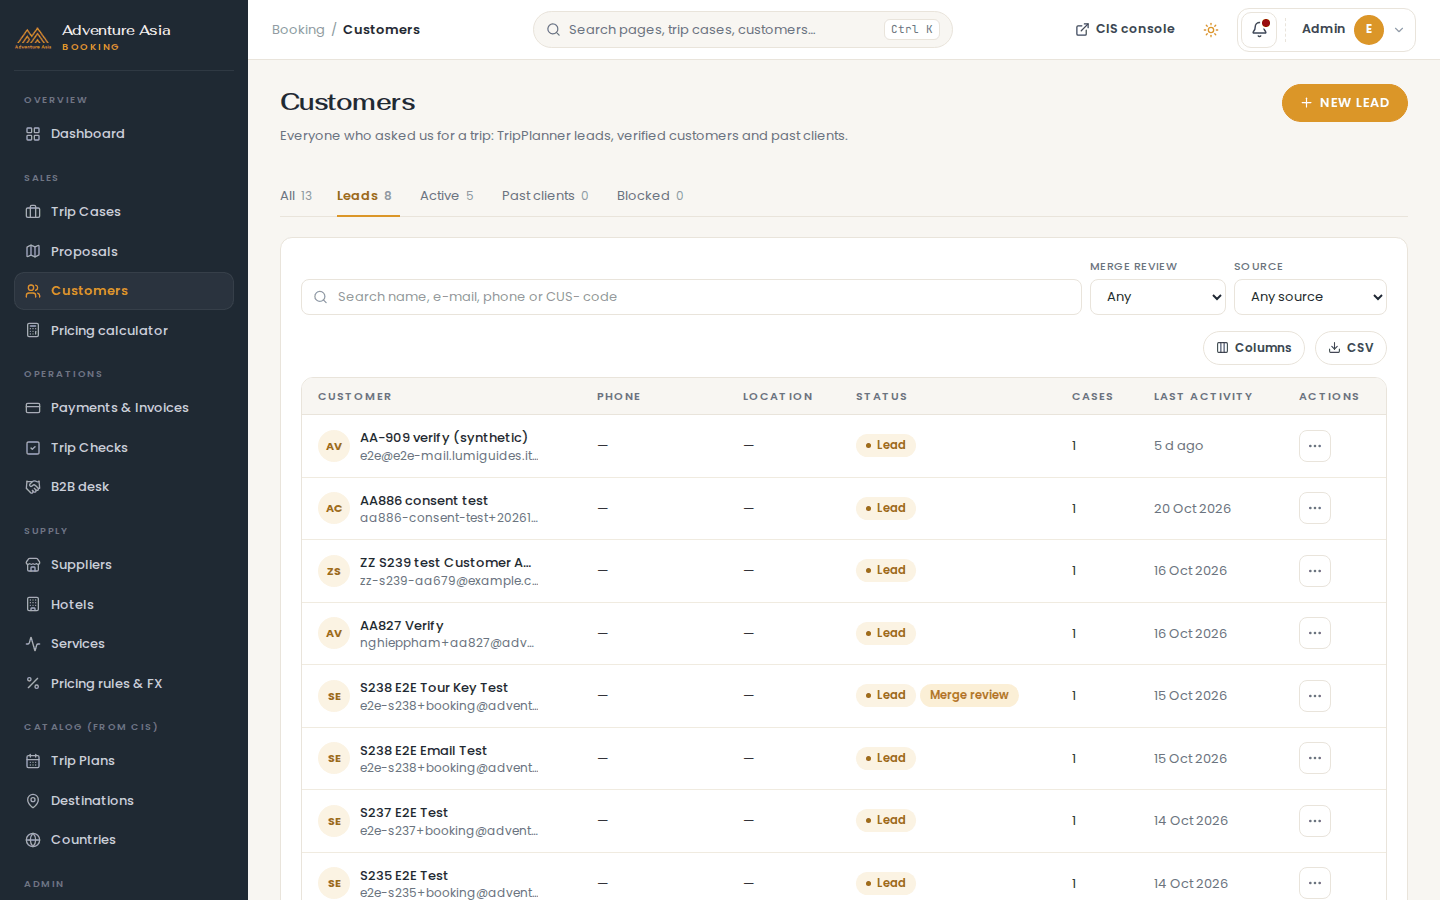 Adventure Asia
BOOKING
Adventure Asia
OVERVIEW
Dashboard
SALES
Trip Cases
Proposals
Customers
Pricing calculator
OPERATIONS
Payments & Invoices
Trip Checks
B2B desk
SUPPLY
Suppliers
Hotels
Services
Pricing rules & FX
CATALOG (FROM CIS)
Trip Plans
Destinations
Countries
ADMIN
Booking / Customers
Search pages, trip cases, customers... Ctrl K
CIS console
Admin E
Customers
NEW LEAD
Everyone who asked us for a trip: TripPlanner leads, verified customers and past clients.
All 13 Leads 8 Active 5 Past clients 0 Blocked 0
MERGE REVIEW SOURCE
Search name, e-mail, phone or CUS- code Any Any source
Columns CSV
CUSTOMER PHONE LOCATION STATUS CASES LAST ACTIVITY ACTIONS
AV AA-909 verify (synthetic) — — Lead 1 5 d ago
e2e@e2e-mail.lumiguides.it...
AC AA886 consent test — — Lead 1 20 Oct 2026
aa886-consent-test+20261...
ZS ZZ S239 test Customer A... — — Lead 1 16 Oct 2026
zz-s239-aa679@example.c...
AV AA827 Verify — — Lead 1 16 Oct 2026
nghieppham+aa827@adv...
SE S238 E2E Tour Key Test — — Lead Merge review 1 15 Oct 2026
e2e-s238+booking@advent...
SE S238 E2E Email Test — — Lead 1 15 Oct 2026
e2e-s238+booking@advent...
SE S237 E2E Test — — Lead 1 14 Oct 2026
e2e-s237+booking@advent...
SE S235 E2E Test — — Lead 1 14 Oct 2026
e2e-s235+booking@advent...